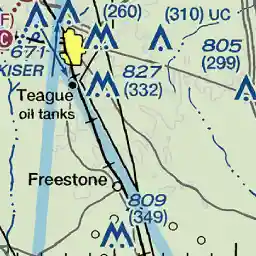 (260)
(310) UC
F)
C
671
KISER
805
(299)
827
(332)
Teague
oil tanks
Freestone
809
(349)